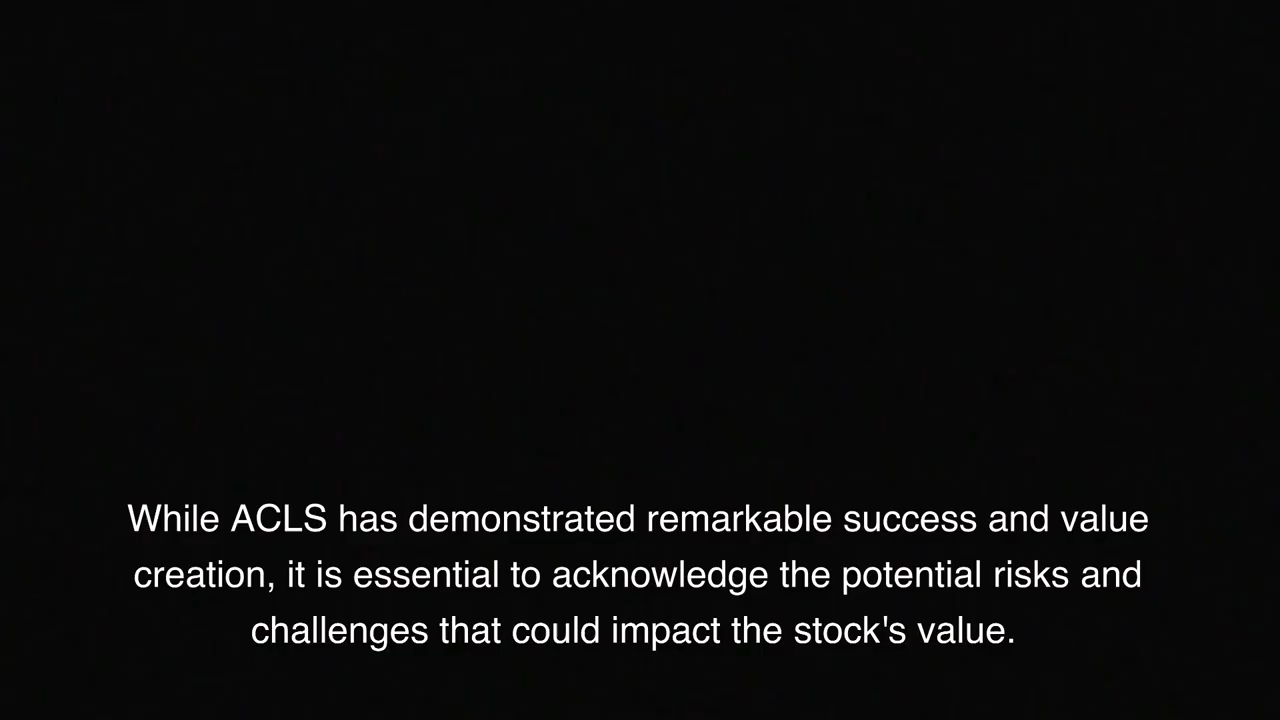 While ACLS has demonstrated remarkable success and value
creation, it is essential to acknowledge the potential risks and
challenges that could impact the stock's value.